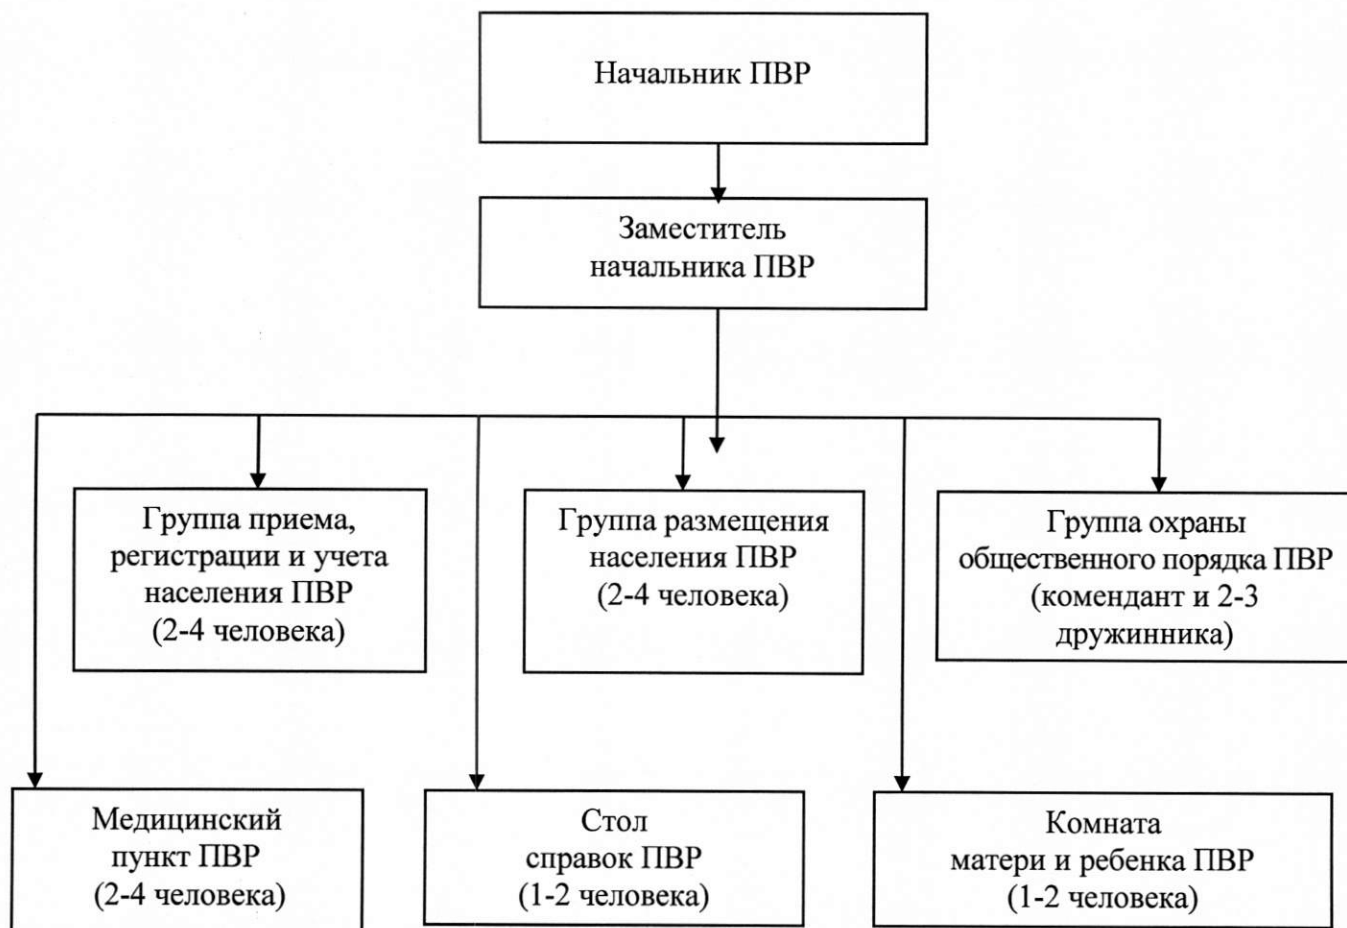 Начальник ПВР
Заместитель
начальника ПВР
Группа приема,
регистрации и учета
населения ПВР
(2-4 человека)
Группа размещения
населения ПВР
(2-4 человека)
Группа охраны
общественного порядка ПВР
(комендант и 2-3
дружинника)
Медицинский
пункт ПВР
(2-4 человека)
Стол
справок ПВР
(1-2 человека)
Комната
матери и ребенка ПВР
(1-2 человека)